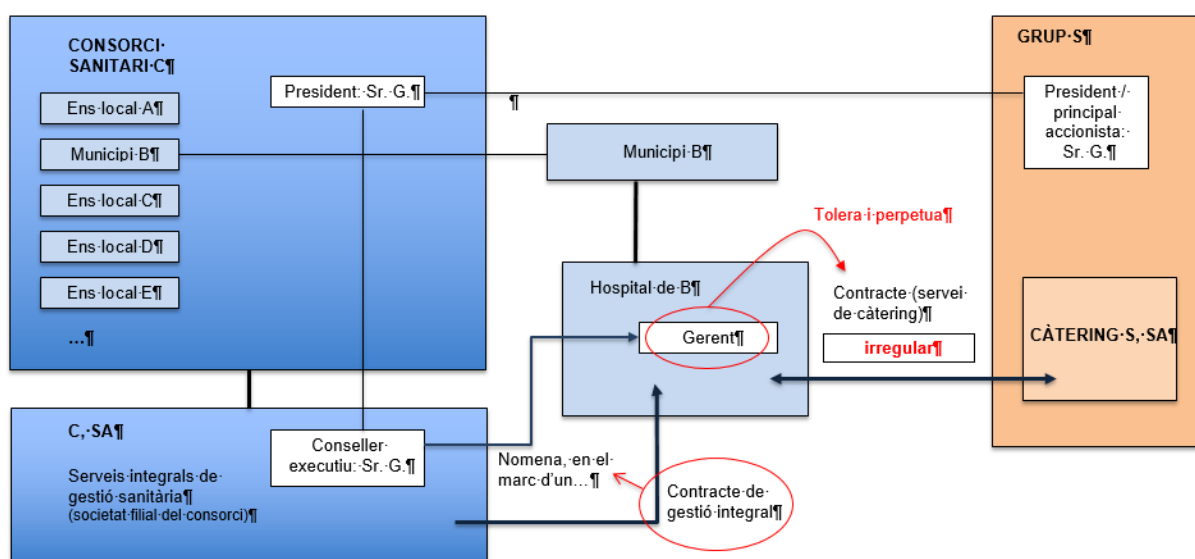 CONSORCI·
SANITARI·C¶
Ens·local·A¶
Municipi·B¶
Ens·local·C¶
Ens·local·D¶
Ens·local·E¶
…¶
President:·Sr.·G.¶
¶
Municipi·B¶
GRUP·S¶
President·/·
principal·
accionista:·
Sr.·G.¶
Tolera·i·perpetua¶
Hospital·de·B¶
Gerent¶
Contracte·(servei·
de·càtering)¶
irregular¶
CÀTERING·S,·SA¶
C,·SA¶
Serveis·integrals·de·
gestió·sanitària¶
(societat·filial·del·consorci)¶
Conseller·
executiu:·Sr.·G.¶
Nomena,·en·el·
marc·d'un…¶
Contracte·de·
gestió·integral¶